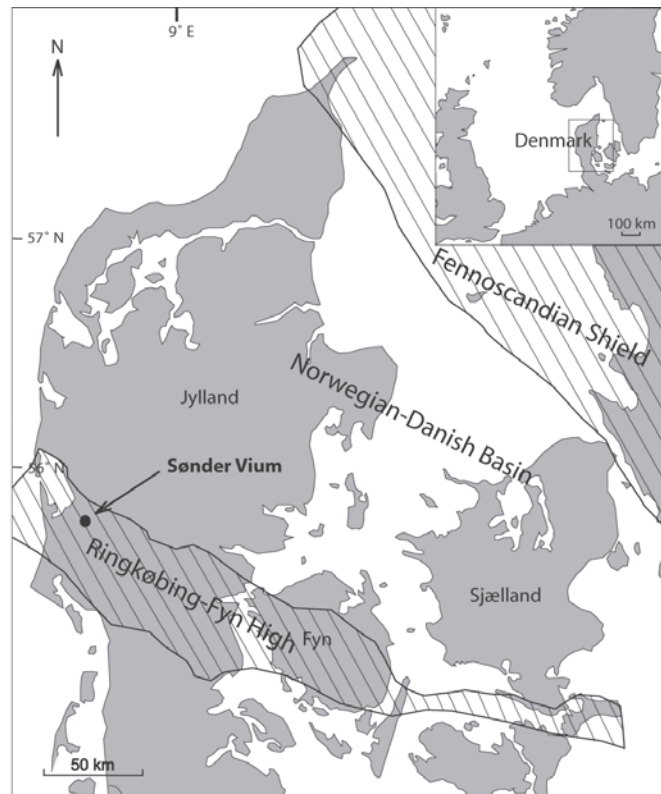 9° E
N
Denmark
100 km
57° N
Fennoscandian Shield
Norwegian-Danish Basin
Jylland
56° N
Sønder Vium
Ringkøbing-Fyn High
Sjælland
Fyn
50 km